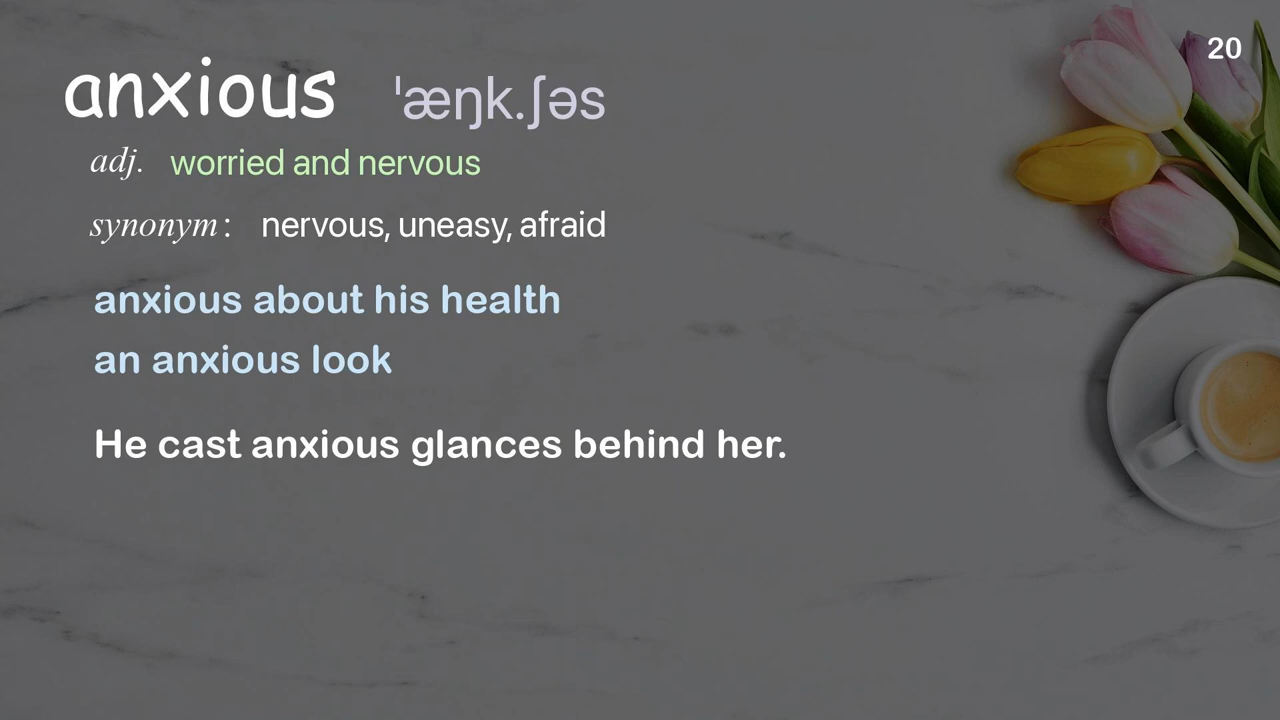 20
anxious ˈæŋk.ʃəs
adj. worried and nervous
synonym: nervous, uneasy, afraid
anxious about his health
an anxious look
He cast anxious glances behind her.